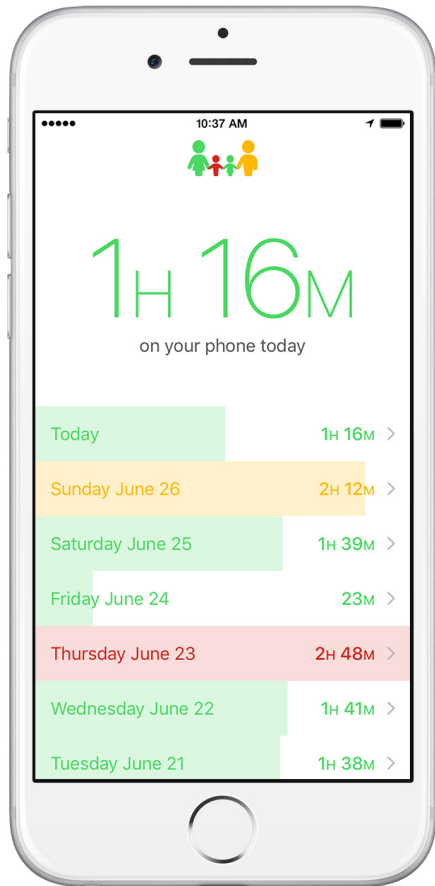 10:37 AM
1H 16M
on your phone today
Today 1H 16M
Sunday June 26 2H 12M
Saturday June 25 1H 39M
Friday June 24 23M
Thursday June 23 2H 48M
Wednesday June 22 1H 41M
Tuesday June 21 1H 38M